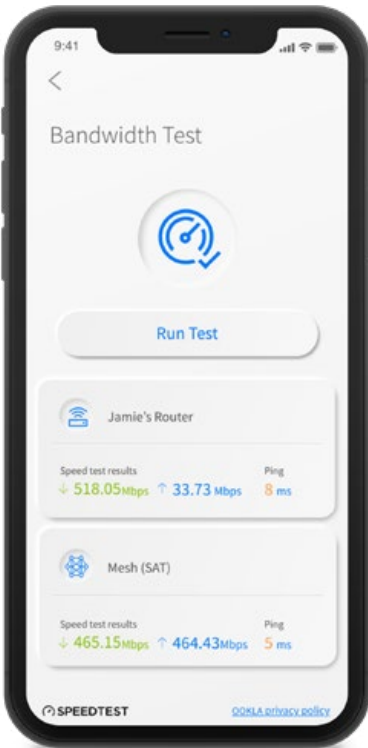 9:41
Bandwidth Test
Run Test
Jamie's Router
Speed test results Ping
↓ 518.05Mbps ↑ 33.73 Mbps 8 ms
Mesh (SAT)
Speed test results Ping
↓ 465.15Mbps ↑ 464.43Mbps 5 ms
SPEEDTEST OOKLA privacy policy